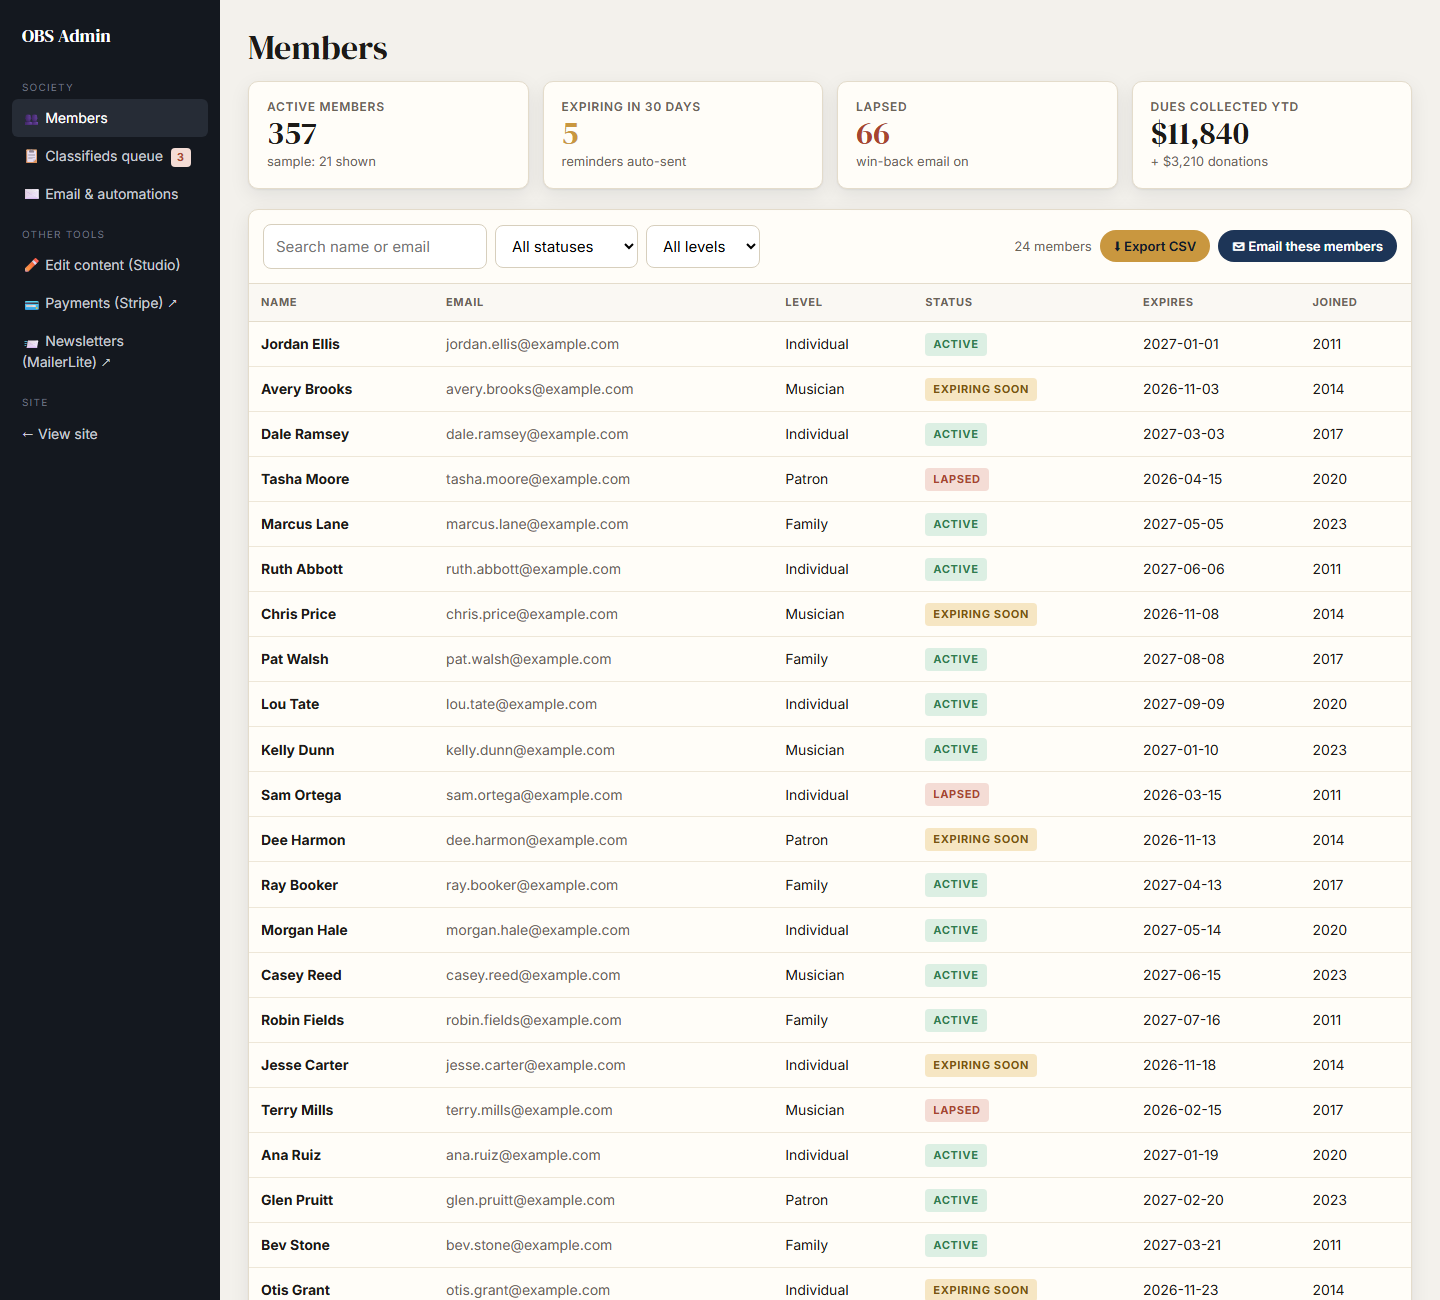 OBS Admin
SOCIETY
Members
Classifieds queue 3
Email & automations
OTHER TOOLS
Edit content (Studio)
Payments (Stripe) ↗
Newsletters
(MailerLite) ↗
SITE
← View site
Members
ACTIVE MEMBERS
357
sample: 21 shown
EXPIRING IN 30 DAYS
5
reminders auto-sent
LAPSED
66
win-back email on
DUES COLLECTED YTD
$11,840
+ $3,210 donations
Search name or email
All statuses
All levels
24 members
⬇ Export CSV
✉ Email these members
NAME EMAIL LEVEL STATUS EXPIRES JOINED
Jordan Ellis jordan.ellis@example.com Individual ACTIVE 2027-01-01 2011
Avery Brooks avery.brooks@example.com Musician EXPIRING SOON 2026-11-03 2014
Dale Ramsey dale.ramsey@example.com Individual ACTIVE 2027-03-03 2017
Tasha Moore tasha.moore@example.com Patron LAPSED 2026-04-15 2020
Marcus Lane marcus.lane@example.com Family ACTIVE 2027-05-05 2023
Ruth Abbott ruth.abbott@example.com Individual ACTIVE 2027-06-06 2011
Chris Price chris.price@example.com Musician EXPIRING SOON 2026-11-08 2014
Pat Walsh pat.walsh@example.com Family ACTIVE 2027-08-08 2017
Lou Tate lou.tate@example.com Individual ACTIVE 2027-09-09 2020
Kelly Dunn kelly.dunn@example.com Musician ACTIVE 2027-01-10 2023
Sam Ortega sam.ortega@example.com Individual LAPSED 2026-03-15 2011
Dee Harmon dee.harmon@example.com Patron EXPIRING SOON 2026-11-13 2014
Ray Booker ray.booker@example.com Family ACTIVE 2027-04-13 2017
Morgan Hale morgan.hale@example.com Individual ACTIVE 2027-05-14 2020
Casey Reed casey.reed@example.com Musician ACTIVE 2027-06-15 2023
Robin Fields robin.fields@example.com Family ACTIVE 2027-07-16 2011
Jesse Carter jesse.carter@example.com Individual EXPIRING SOON 2026-11-18 2014
Terry Mills terry.mills@example.com Musician LAPSED 2026-02-15 2017
Ana Ruiz ana.ruiz@example.com Individual ACTIVE 2027-01-19 2020
Glen Pruitt glen.pruitt@example.com Patron ACTIVE 2027-02-20 2023
Bev Stone bev.stone@example.com Family ACTIVE 2027-03-21 2011
Otis Grant otis.grant@example.com Individual EXPIRING SOON 2026-11-23 2014